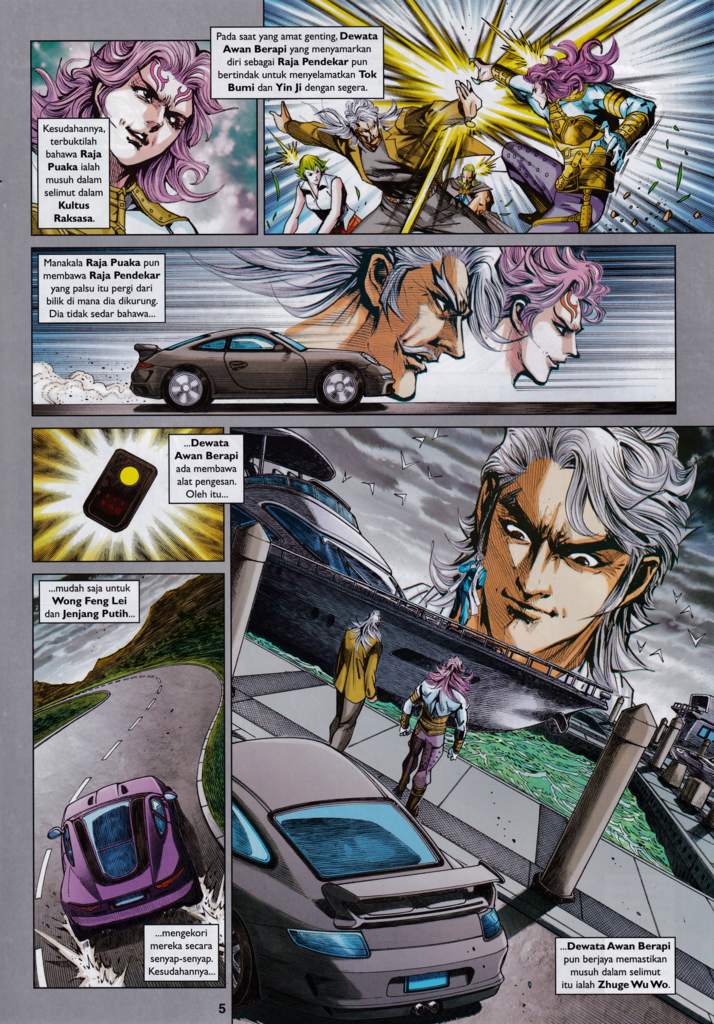 Pada saat yang amat genting, Dewata
Awan Berapi yang menyamarkan
diri sebagai Raja Pendekar pun
bertindak untuk menyelamatkan Tok
Bumi dan Yin Ji dengan segera.
Kesudahannya,
terbuktilah
bahawa Raja
Puaka ialah
musuh dalam
selimut dalam
Kultus
Raksasa.
Manakala Raja Puaka pun
membawa Raja Pendekar
yang palsu itu pergi dari
bilik di mana dia dikurung.
Dia tidak sedar bahawa...
...Dewata
Awan Berapi
ada membawa
alat pengesan.
Oleh itu...
...mudah saja untuk
Wong Feng Lei
dan Jenjang Putih...
...mengekori
mereka secara
senyap-senyap.
Kesudahannya...
...Dewata Awan Berapi
pun berjaya memastikan
musuh dalam selimut
itu ialah Zhuge Wu Wo.
5